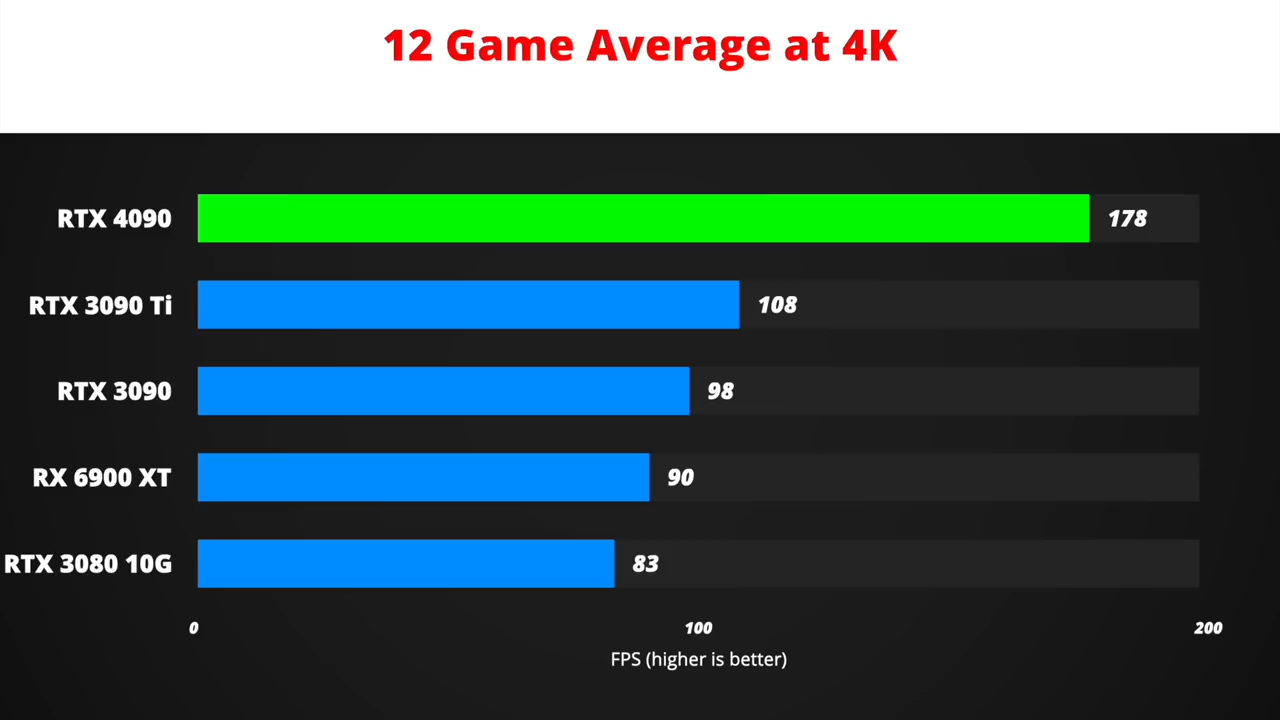 12 Game Average at 4K
RTX 4090 178
RTX 3090 Ti 108
RTX 3090 98
RX 6900 XT 90
RTX 3080 10G 83
0 100 200
FPS (higher is better)